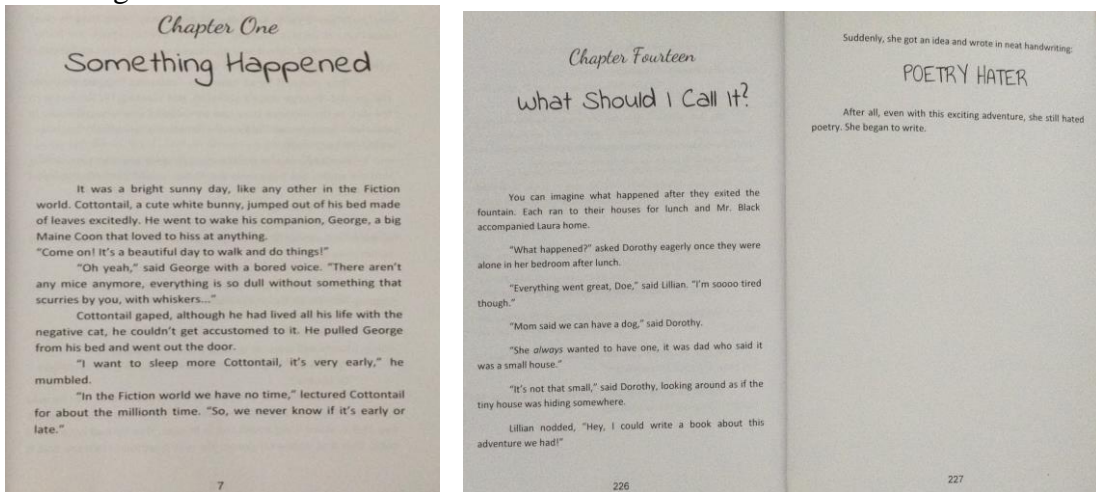 Chapter One
Something Happened
It was a bright sunny day, like any other in the Fiction
world. Cottontail, a cute white bunny, jumped out of his bed made
of leaves excitedly. He went to wake his companion, George, a big
Maine Coon that loved to hiss at anything.
"Come on! It's a beautiful day to walk and do things!"
"Oh yeah," said George with a bored voice. "There aren't
any mice anymore, everything is so dull without something that
scurries by you, with whiskers..."
Cottontail gaped, although he had lived all his life with the
negative cat, he couldn't get accustomed to it. He pulled George
from his bed and went out the door.
"I want to sleep more Cottontail, it's very early," he
mumbled.
"In the Fiction world we have no time," lectured Cottontail
for about the millionth time. "So, we never know if it's early or
late."
7
Chapter Fourteen
What Should I Call It?
You can imagine what happened after they exited the
fountain. Each ran to their houses for lunch and Mr. Black
accompanied Laura home.
"What happened?" asked Dorothy eagerly once they were
alone in her bedroom after lunch.
"Everything went great, Doe," said Lillian. "I'm soooo tired
though."
"Mom said we can have a dog," said Dorothy.
"She always wanted to have one, it was dad who said it
was a small house."
"It's not that small," said Dorothy, looking around as if the
tiny house was hiding somewhere.
Lillian nodded, "Hey, I could write a book about this
adventure we had!"
226
Suddenly, she got an idea and wrote in neat handwriting:
POETRY HATER
After all, even with this exciting adventure, she still hated
poetry. She began to write.
227